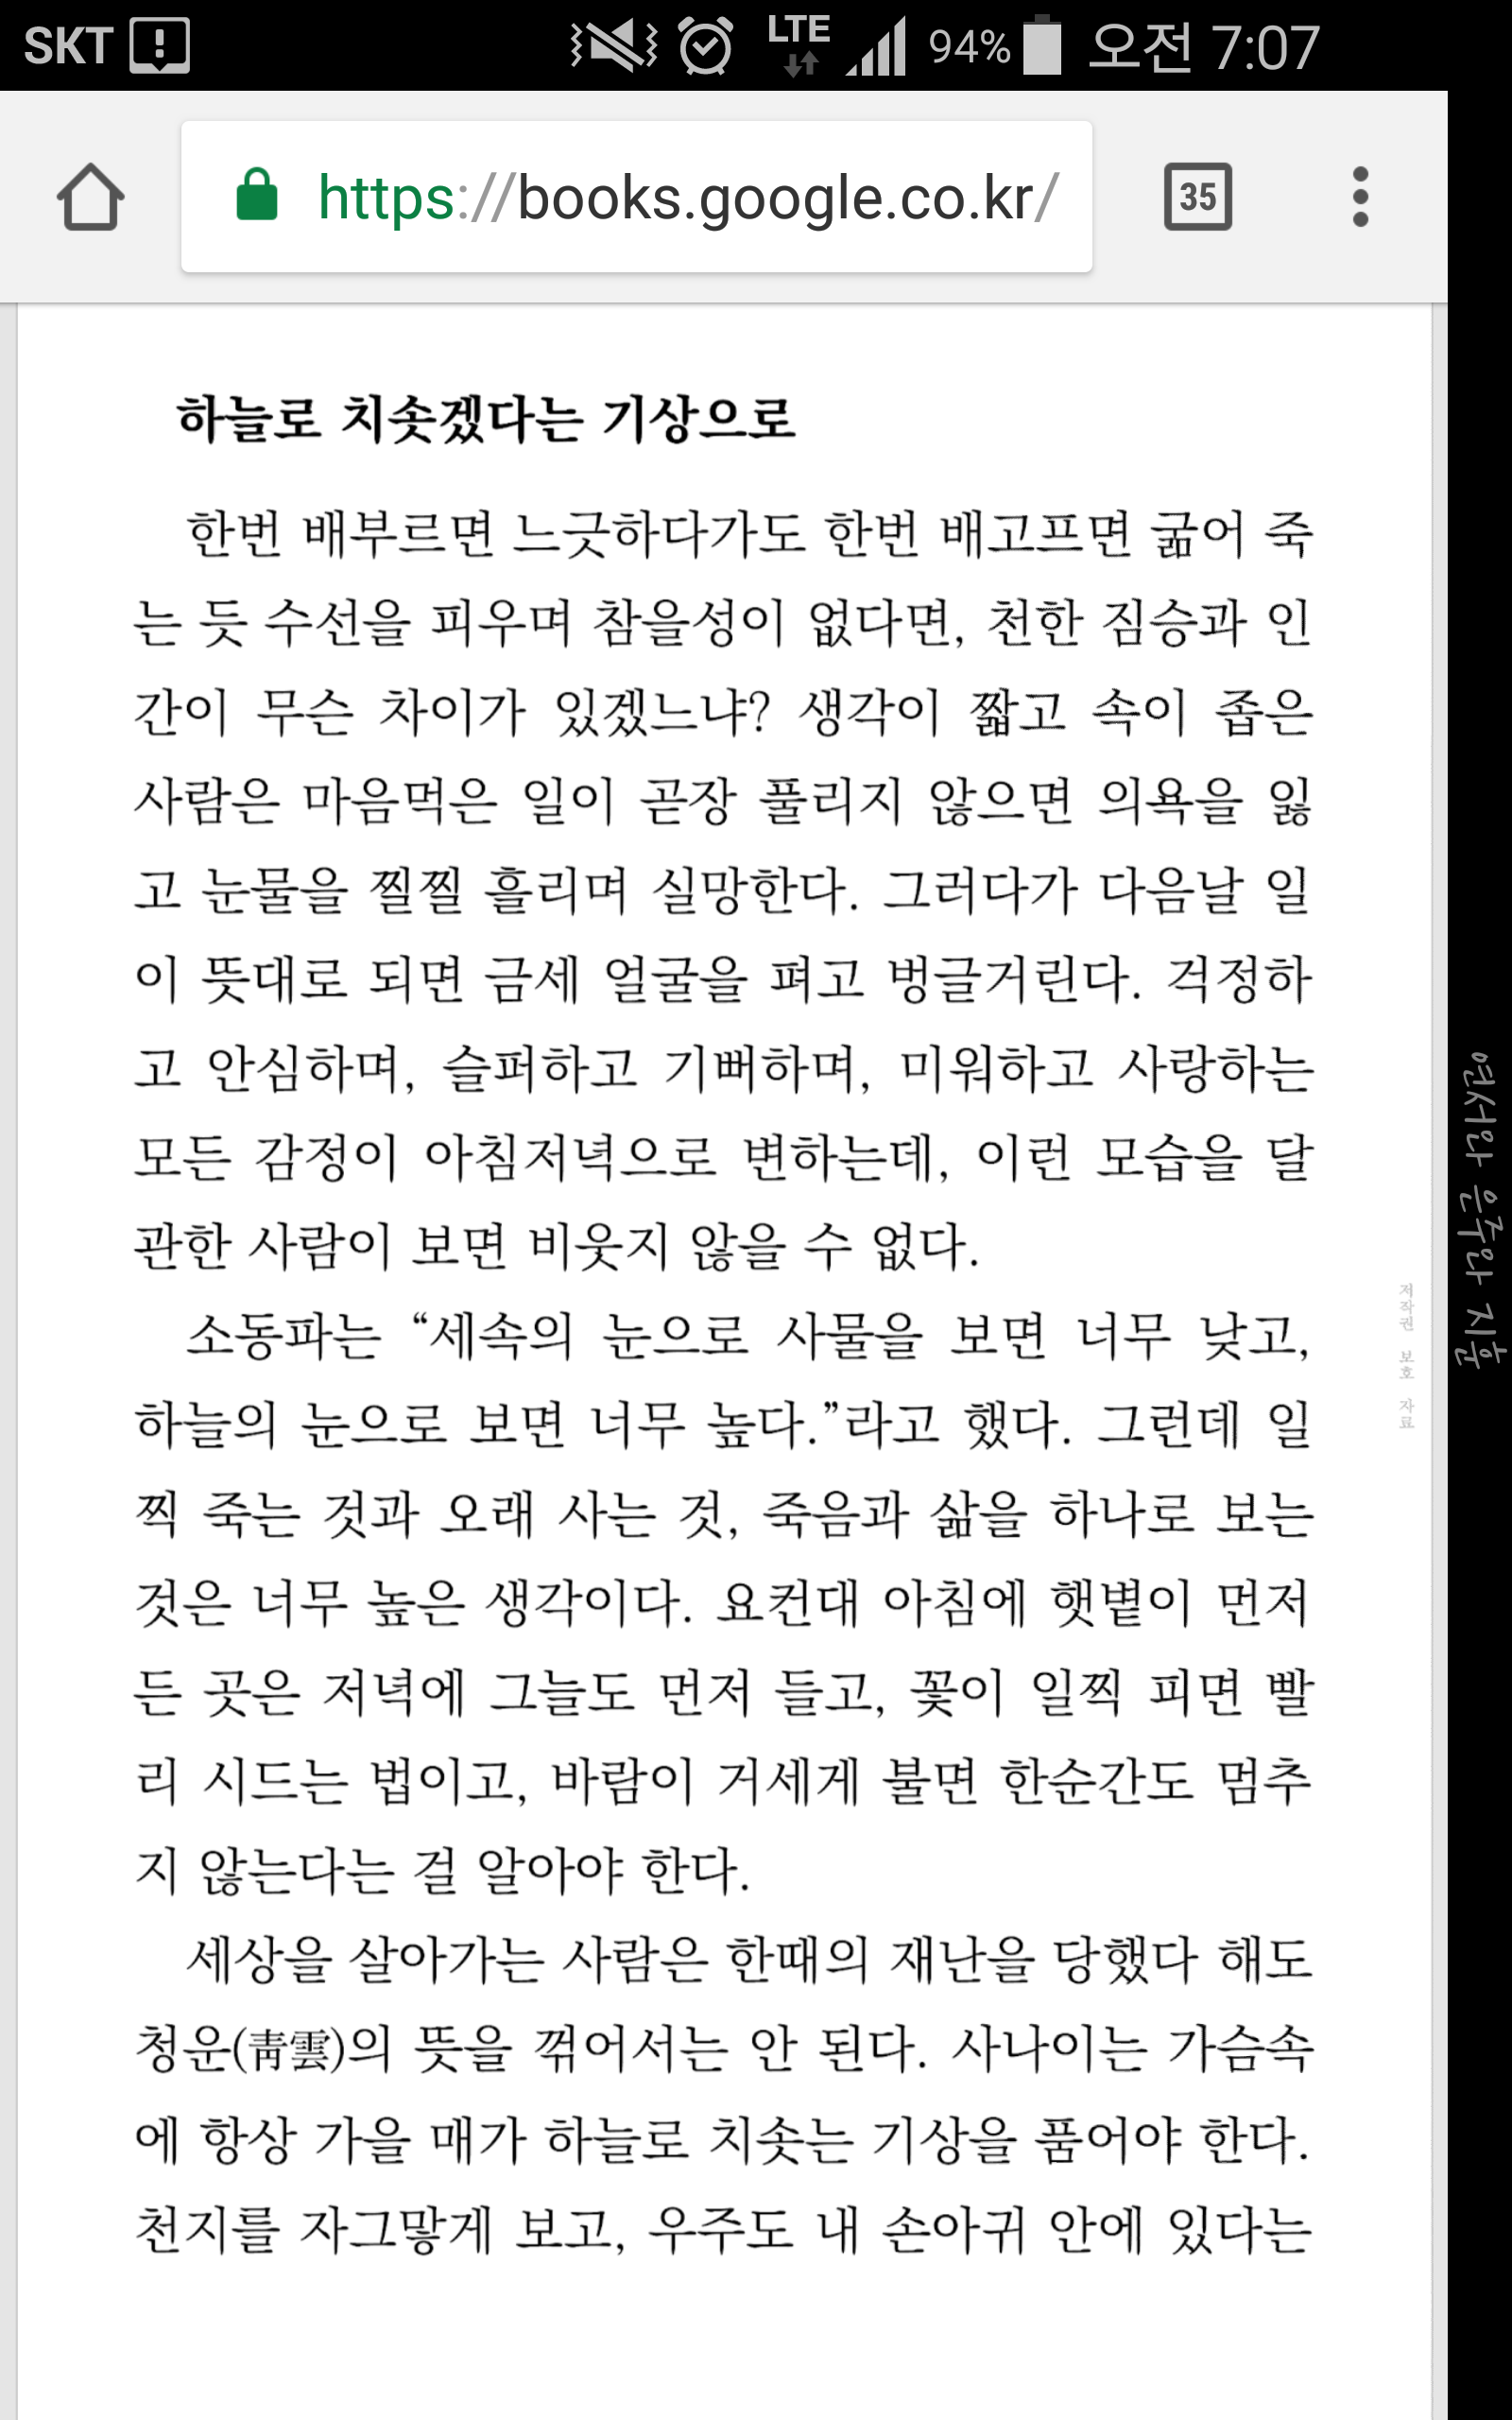 SKT
LTE
94%
오전 7:07
https://books.google.co.kr/
35
하늘로 치솟겠다는 기상으로
한번 배부르면 느긋하다가도 한번 배고프면 굶어 죽
는 듯 수선을 피우며 참을성이 없다면, 천한 짐승과 인
간이 무슨 차이가 있겠느냐? 생각이 짧고 속이 좁은
사람은 마음먹은 일이 곧장 풀리지 않으면 의욕을 잃
고 눈물을 찔찔 흘리며 실망한다. 그러다가 다음날 일
이 뜻대로 되면 금세 얼굴을 펴고 벙글거린다. 걱정하
고 안심하며, 슬퍼하고 기뻐하며, 미워하고 사랑하는
모든 감정이 아침저녁으로 변하는데, 이런 모습을 달
관한 사람이 보면 비웃지 않을 수 없다.
소동파는 “세속의 눈으로 사물을 보면 너무 낮고,
하늘의 눈으로 보면 너무 높다.”라고 했다. 그런데 일
찍 죽는 것과 오래 사는 것, 죽음과 삶을 하나로 보는
것은 너무 높은 생각이다. 요컨대 아침에 햇볕이 먼저
든 곳은 저녁에 그늘도 먼저 들고, 꽃이 일찍 피면 빨
리 시드는 법이고, 바람이 거세게 불면 한순간도 멈추
지 않는다는 걸 알아야 한다.
세상을 살아가는 사람은 한때의 재난을 당했다 해도
청운(靑雲)의 뜻을 꺾어서는 안 된다. 사나이는 가슴속
에 항상 가을 매가 하늘로 치솟는 기상을 품어야 한다.
천지를 자그맣게 보고, 우주도 내 손아귀 안에 있다는
저작권 보호 자료
연서와 은주와 지훈